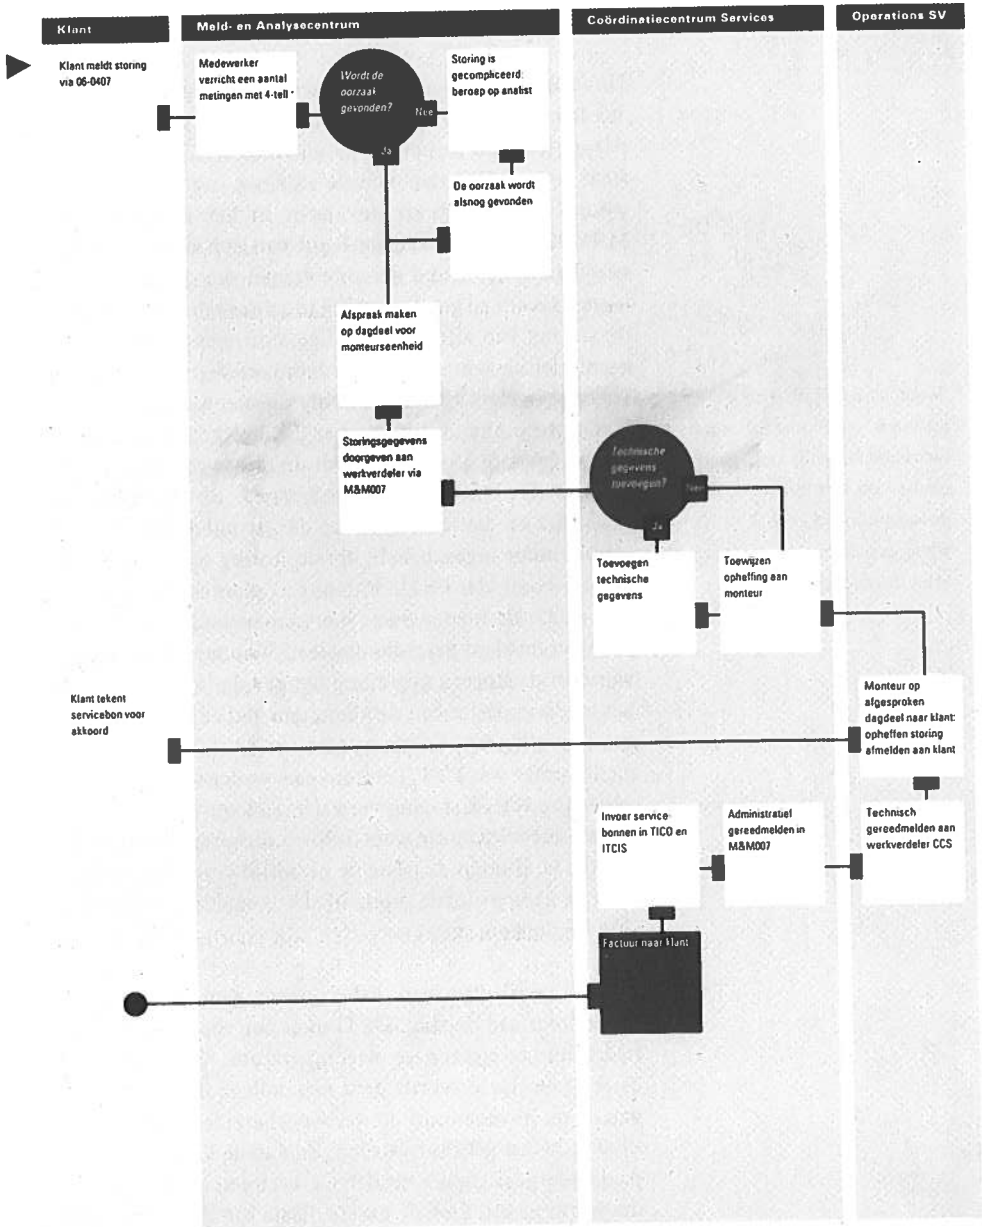 Klant
Meld- en Analysecentrum
Coördinatiecentrum Services
Operations SV
Klant meldt storing
via 06-0407
Medewerker
verricht een aantal
metingen met 4-tell *
Wordt de
oorzaak
gevonden?
Nee
Ja
Storing is
gecompliceerd:
beroep op analist
De oorzaak wordt
alsnog gevonden
Afspraak maken
op dagdeel voor
monteurseenheid
Storingsgegevens
doorgeven aan
werkverdeler via
M&M007
Technische
gegevens
toevoegen?
Nee
Ja
Toevoegen
technische
gegevens
Toewijzen
opheffing aan
monteur
Klant tekent
servicebon voor
akkoord
Monteur op
afgesproken
dagdeel naar klant:
opheffen storing
afmelden aan klant
Invoer service-
bonnen in TICO en
ITCIS
Administratief
gereedmelden in
M&M007
Technisch
gereedmelden aan
werkverdeler CCS
Factuur naar klant